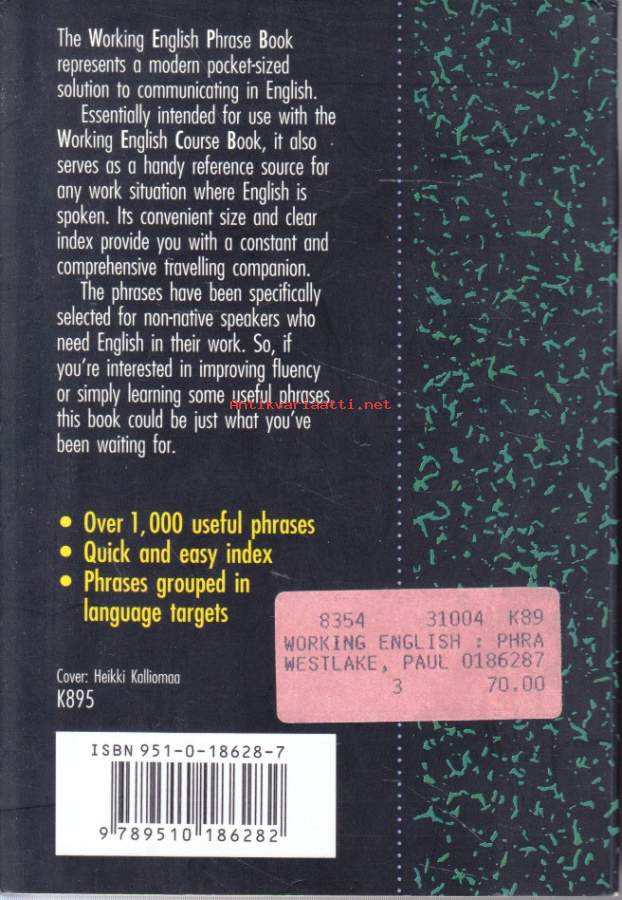 The Working English Phrase Book
represents a modern pocket-sized
solution to communicating in English.
Essentially intended for use with the
Working English Course Book, it also
serves as a handy reference source for
any work situation where English is
spoken. Its convenient size and clear
index provide you with a constant and
comprehensive travelling companion.
The phrases have been specifically
selected for non-native speakers who
need English in their work. So, if
you're interested in improving fluency
or simply learning some useful phrases,
Antikvariaatti.net
this book could be just what you've
been waiting for.
• Over 1,000 useful phrases
• Quick and easy index
• Phrases grouped in
language targets
8354 31004 K89
WORKING ENGLISH : PHRA
WESTLAKE, PAUL 0186287
3 70.00
Cover: Heikki Kalliomaa
K895
ISBN 951-0-18628-7
9 789510 186282